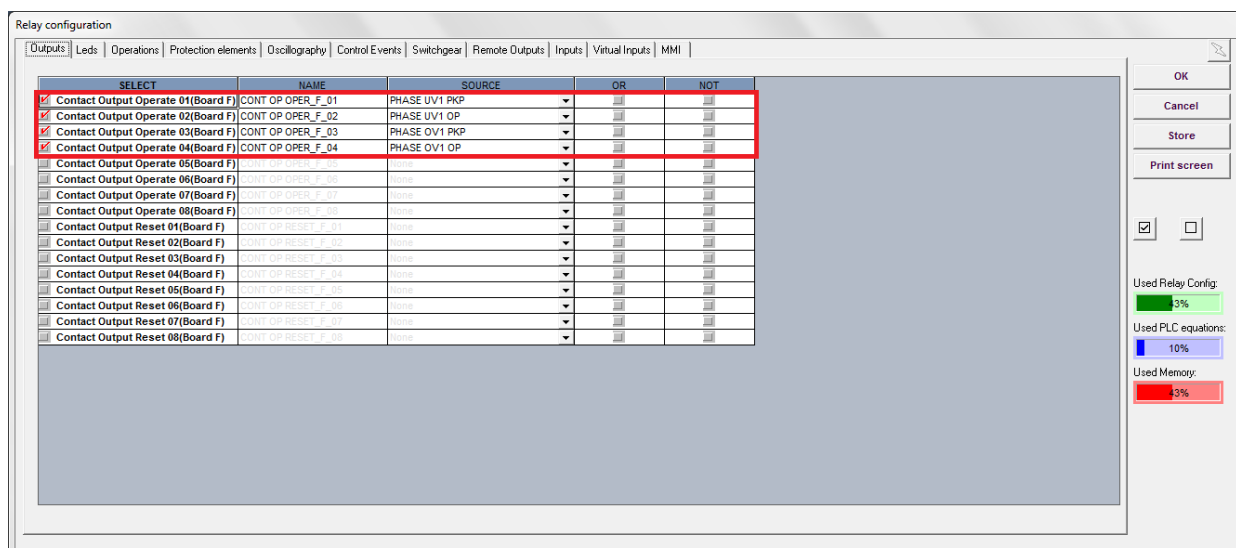 Relay configuration
Outputs Leds Operations Protection elements Oscillography Control Events Switchgear Remote Outputs Inputs Virtual Inputs MMI
SELECT NAME SOURCE OR NOT
Contact Output Operate 01(Board F) CONT OP OPER_F_01 PHASE UV1 PKP
Contact Output Operate 02(Board F) CONT OP OPER_F_02 PHASE UV1 OP
Contact Output Operate 03(Board F) CONT OP OPER_F_03 PHASE OV1 PKP
Contact Output Operate 04(Board F) CONT OP OPER_F_04 PHASE OV1 OP
Contact Output Operate 05(Board F) CONT OP OPER_F_05 None
Contact Output Operate 06(Board F) CONT OP OPER_F_06 None
Contact Output Operate 07(Board F) CONT OP OPER_F_07 None
Contact Output Operate 08(Board F) CONT OP OPER_F_08 None
Contact Output Reset 01(Board F) CONT OP RESET_F_01 None
Contact Output Reset 02(Board F) CONT OP RESET_F_02 None
Contact Output Reset 03(Board F) CONT OP RESET_F_03 None
Contact Output Reset 04(Board F) CONT OP RESET_F_04 None
Contact Output Reset 05(Board F) CONT OP RESET_F_05 None
Contact Output Reset 06(Board F) CONT OP RESET_F_06 None
Contact Output Reset 07(Board F) CONT OP RESET_F_07 None
Contact Output Reset 08(Board F) CONT OP RESET_F_08 None
OK
Cancel
Store
Print screen
Used Relay Config:
43%
Used PLC equations:
10%
Used Memory:
43%